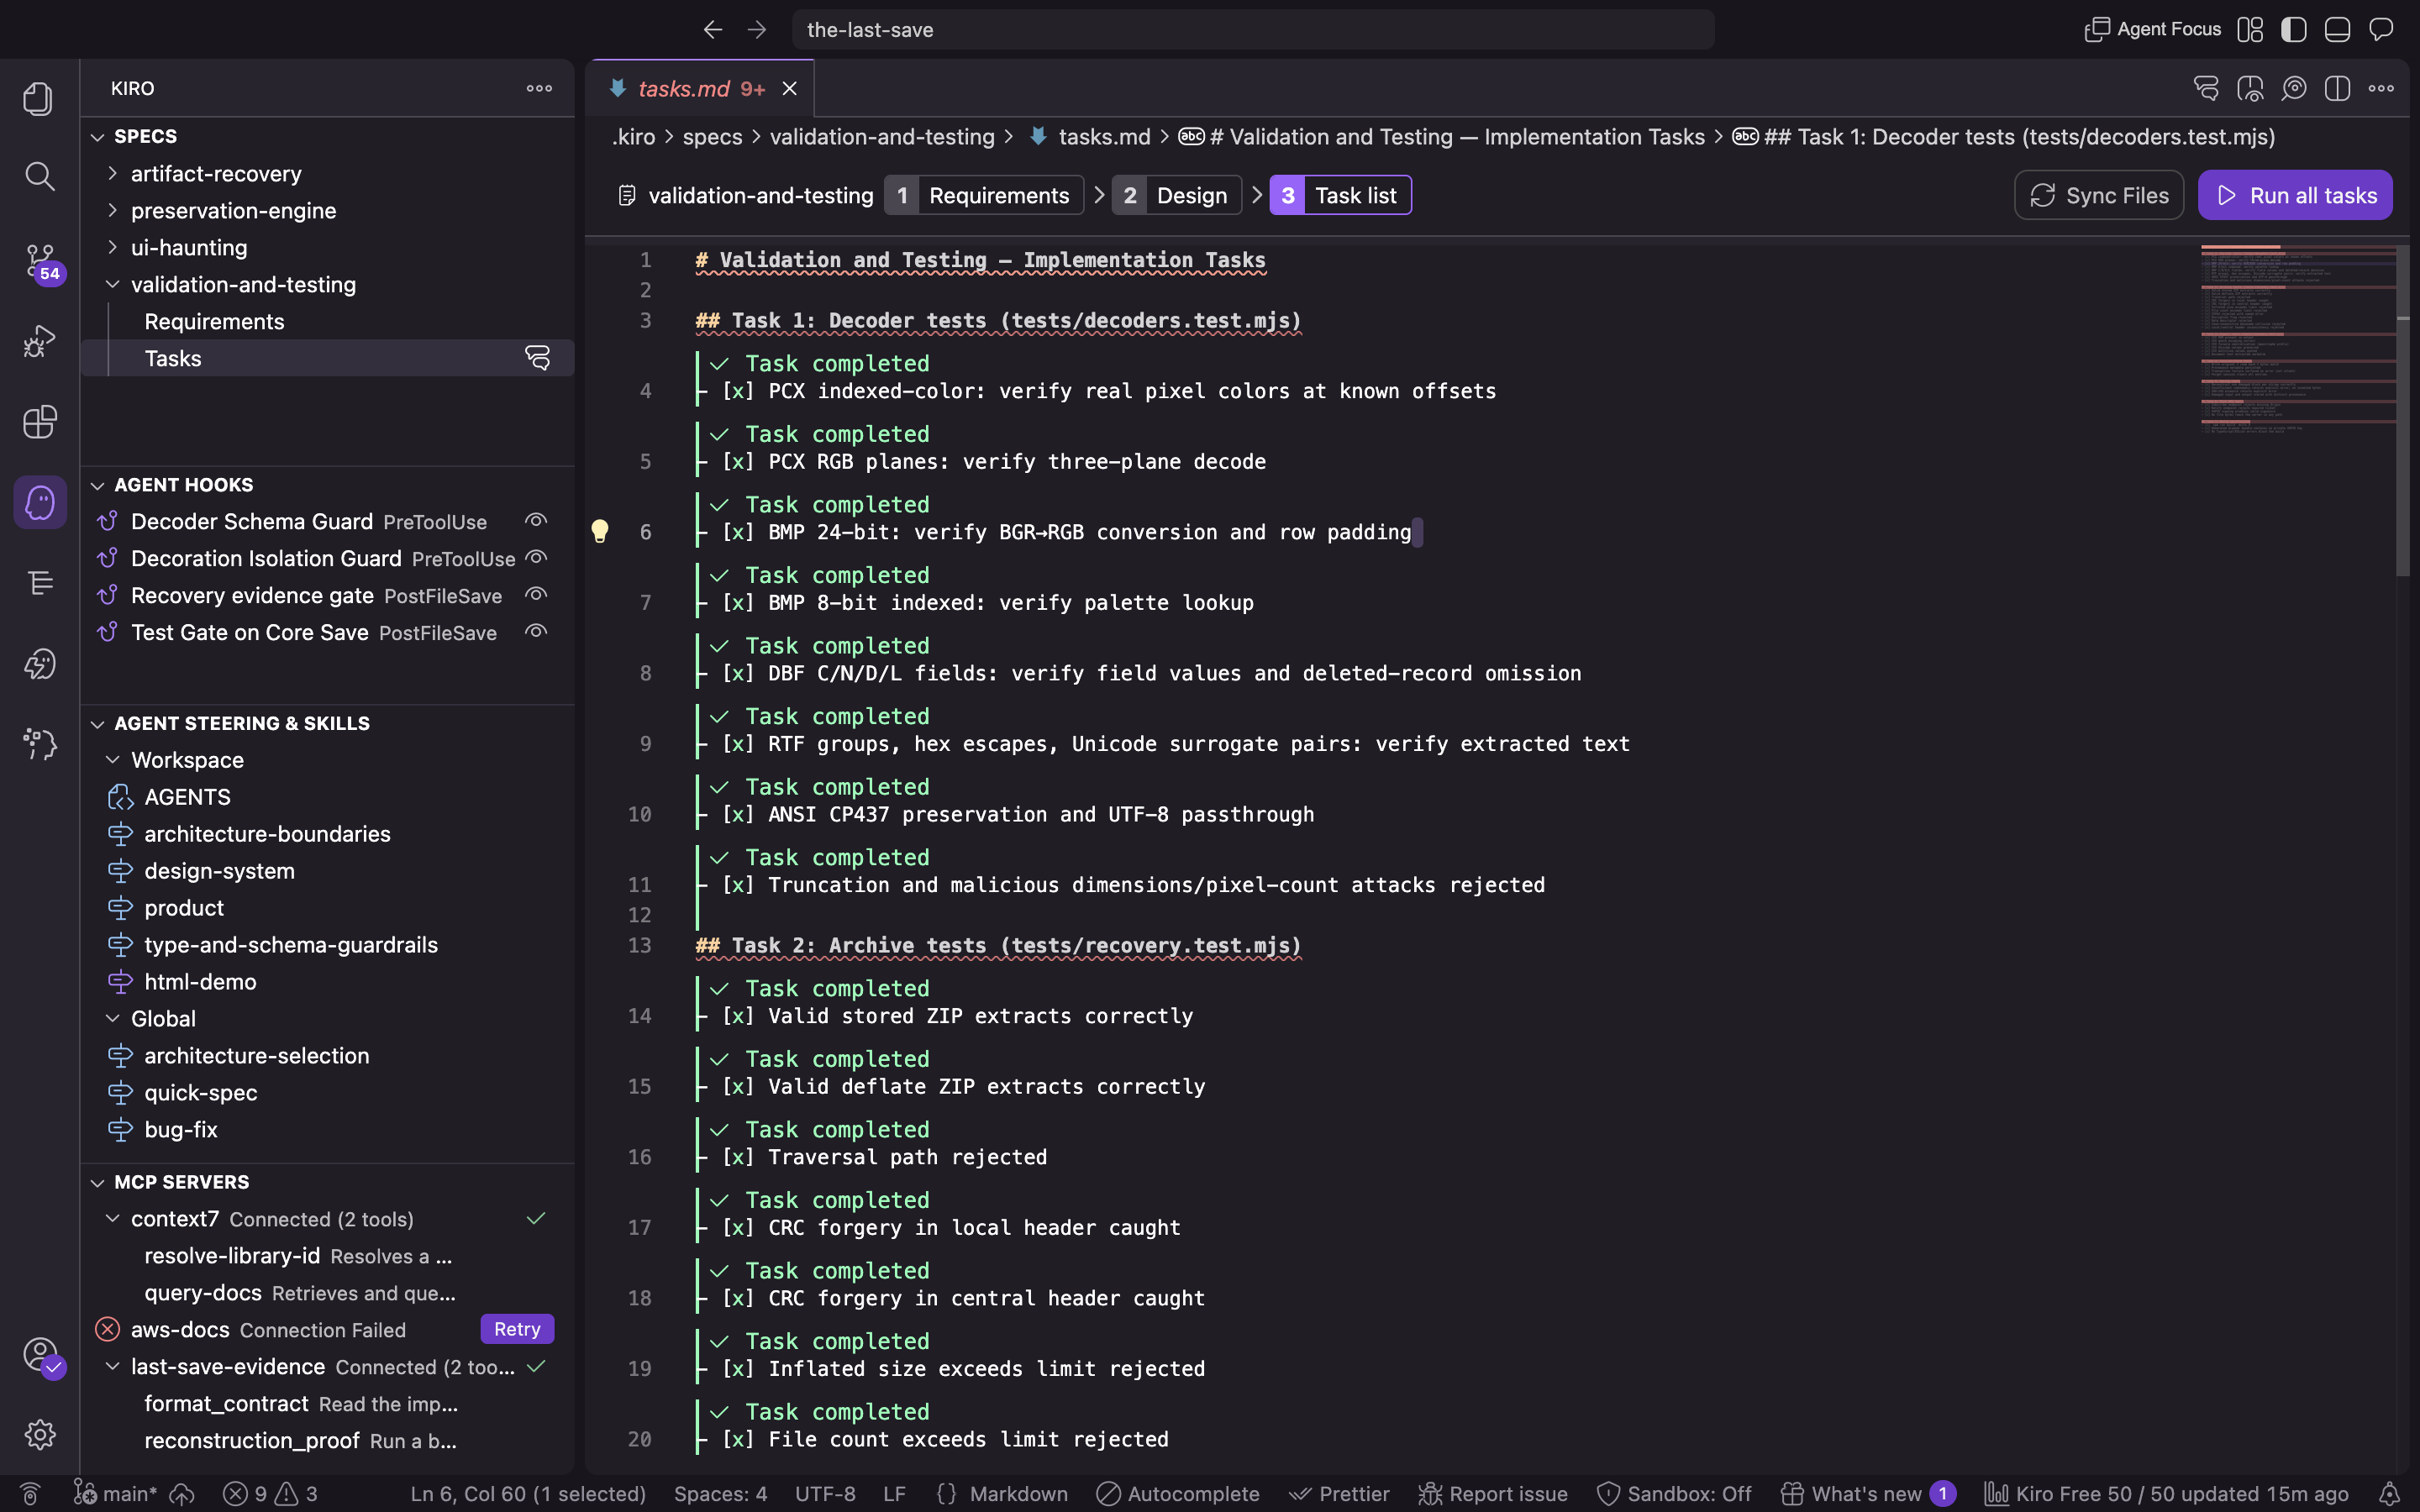 the-last-save
Agent Focus
KIRO
SPECS
artifact-recovery
preservation-engine
ui-haunting
validation-and-testing
Requirements
Tasks
54
AGENT HOOKS
Decoder Schema Guard PreToolUse
Decoration Isolation Guard PreToolUse
Recovery evidence gate PostFileSave
Test Gate on Core Save PostFileSave
AGENT STEERING & SKILLS
Workspace
AGENTS
architecture-boundaries
design-system
product
type-and-schema-guardrails
html-demo
Global
architecture-selection
quick-spec
bug-fix
MCP SERVERS
context7 Connected (2 tools)
resolve-library-id Resolves a ...
query-docs Retrieves and que...
aws-docs Connection Failed Retry
last-save-evidence Connected (2 too...
format_contract Read the imp...
reconstruction_proof Run a b...
tasks.md 9+
.kiro > specs > validation-and-testing > tasks.md > abc # Validation and Testing — Implementation Tasks > abc ## Task 1: Decoder tests (tests/decoders.test.mjs)
validation-and-testing 1 Requirements > 2 Design > 3 Task list
Sync Files
Run all tasks
1 # Validation and Testing — Implementation Tasks
2
3 ## Task 1: Decoder tests (tests/decoders.test.mjs)
✓ Task completed
4 - [x] PCX indexed-color: verify real pixel colors at known offsets
✓ Task completed
5 - [x] PCX RGB planes: verify three-plane decode
✓ Task completed
6 - [x] BMP 24-bit: verify BGR→RGB conversion and row padding
✓ Task completed
7 - [x] BMP 8-bit indexed: verify palette lookup
✓ Task completed
8 - [x] DBF C/N/D/L fields: verify field values and deleted-record omission
✓ Task completed
9 - [x] RTF groups, hex escapes, Unicode surrogate pairs: verify extracted text
✓ Task completed
10 - [x] ANSI CP437 preservation and UTF-8 passthrough
✓ Task completed
11 - [x] Truncation and malicious dimensions/pixel-count attacks rejected
12
13 ## Task 2: Archive tests (tests/recovery.test.mjs)
✓ Task completed
14 - [x] Valid stored ZIP extracts correctly
✓ Task completed
15 - [x] Valid deflate ZIP extracts correctly
✓ Task completed
16 - [x] Traversal path rejected
✓ Task completed
17 - [x] CRC forgery in local header caught
✓ Task completed
18 - [x] CRC forgery in central header caught
✓ Task completed
19 - [x] Inflated size exceeds limit rejected
✓ Task completed
20 - [x] File count exceeds limit rejected
main* 9 3 Ln 6, Col 60 (1 selected) Spaces: 4 UTF-8 LF {} Markdown Autocomplete Prettier Report issue Sandbox: Off What's new 1 Kiro Free 50 / 50 updated 15m ago